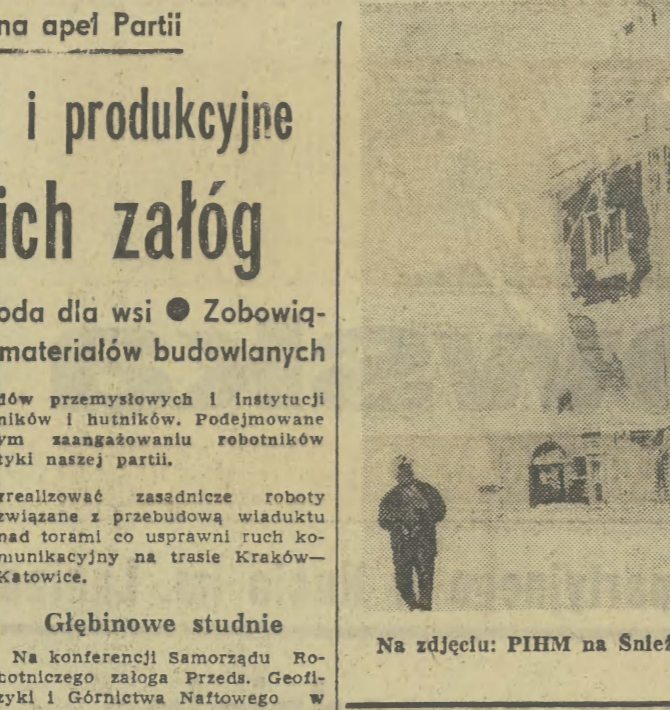 na apel Partii
i produkcyjne
ich załóg
oda dla wsi ● Zobowią-
materiałów budowlanych
dów przemysłowych i instytucji
ników i hutników. Podejmowane
ym zaangażowaniu robotników
tyki naszej partii.
rrealizować zasadnicze roboty
związane z przebudową wiaduktu
nad torami co usprawni ruch ko-
munikacyjny na trasie Kraków—
Katowice.
Głębinowe studnie
Na konferencji Samorządu Ro-
botniczego załoga Przeds. Geofi-
zyki i Górnictwa Naftowego w
Na zdjęciu: PIHM na Śnież